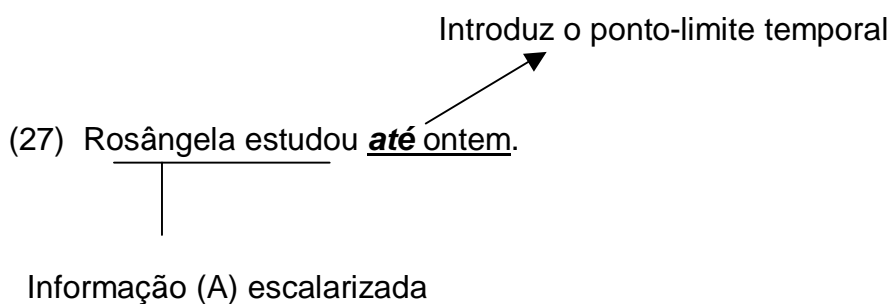 Introduz o ponto-limite temporal
(27) Rosângela estudou até ontem.
Informação (A) escalarizada